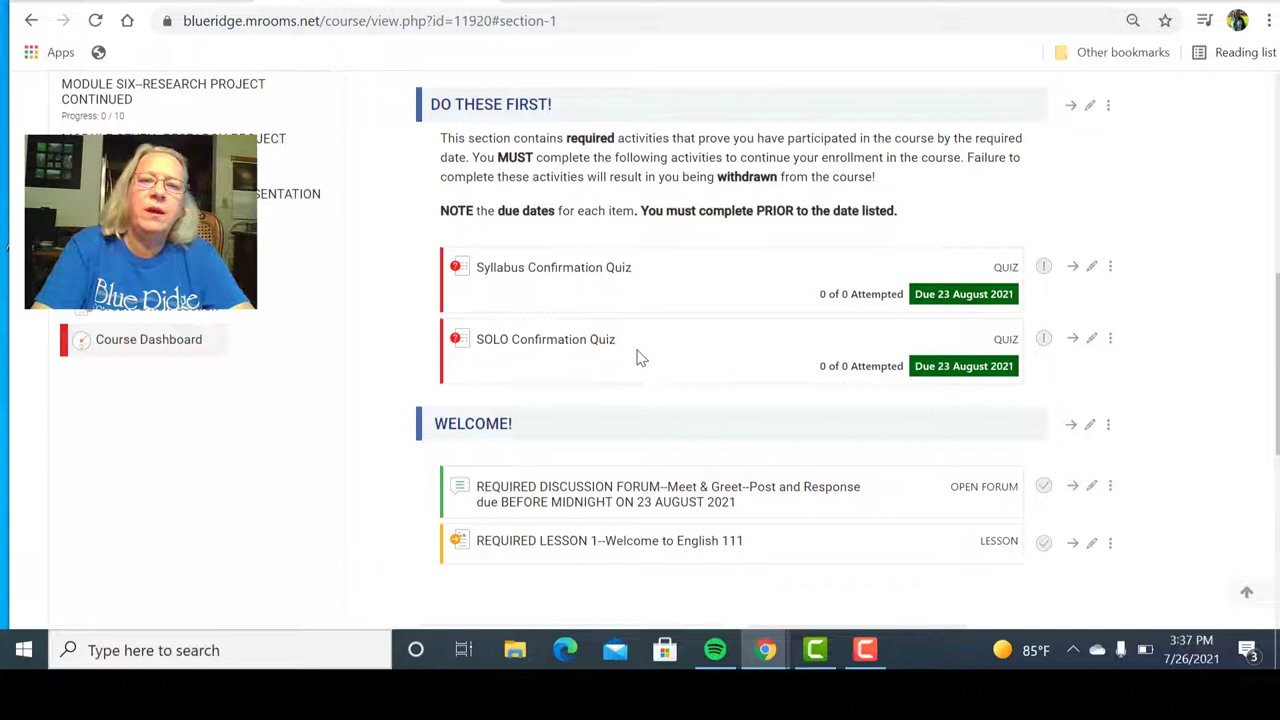 blueridge.mrooms.net/course/view.php?id=11920#section-1
Apps
Other bookmarks
Reading list
MODULE SIX--RESEARCH PROJECT
CONTINUED
Progress: 0 / 10
PROJECT
SENTATION
Blue Ridge
Course Dashboard
DO THESE FIRST!
This section contains required activities that prove you have participated in the course by the required
date. You MUST complete the following activities to continue your enrollment in the course. Failure to
complete these activities will result in you being withdrawn from the course!
NOTE the due dates for each item. You must complete PRIOR to the date listed.
Syllabus Confirmation Quiz
QUIZ
0 of 0 Attempted Due 23 August 2021
SOLO Confirmation Quiz
QUIZ
0 of 0 Attempted Due 23 August 2021
WELCOME!
REQUIRED DISCUSSION FORUM--Meet & Greet--Post and Response
due BEFORE MIDNIGHT ON 23 AUGUST 2021
OPEN FORUM
REQUIRED LESSON 1--Welcome to English 111
LESSON
Type here to search
85°F
3:37 PM
7/26/2021
3